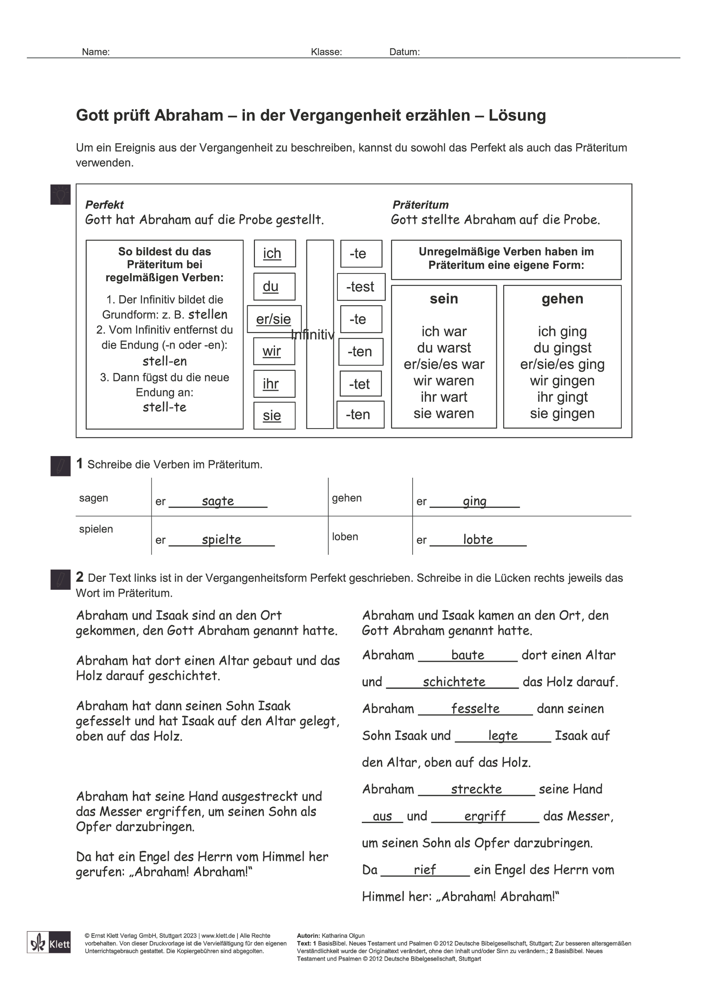 Name: Klasse: Datum:
Gott prüft Abraham – in der Vergangenheit erzählen – Lösung
Um ein Ereignis aus der Vergangenheit zu beschreiben, kannst du sowohl das Perfekt als auch das Präteritum
verwenden.
Perfekt
Gott hat Abraham auf die Probe gestellt.
Präteritum
Gott stellte Abraham auf die Probe.
So bildest du das
Präteritum bei
regelmäßigen Verben:
1. Der Infinitiv bildet die
Grundform: z. B. stellen
2. Vom Infinitiv entfernst du
die Endung (-n oder -en):
stell-en
3. Dann fügst du die neue
Endung an:
stell-te
ich
du
er/sie
wir
ihr
sie
Infinitiv
-te
-test
-te
-ten
-tet
-ten
Unregelmäßige Verben haben im
Präteritum eine eigene Form:
sein
ich war
du warst
er/sie/es war
wir waren
ihr wart
sie waren
gehen
ich ging
du gingst
er/sie/es ging
wir gingen
ihr gingt
sie gingen
1 Schreibe die Verben im Präteritum.
sagen er sagte gehen er ging
spielen er spielte loben er lobte
2 Der Text links ist in der Vergangenheitsform Perfekt geschrieben. Schreibe in die Lücken rechts jeweils das
Wort im Präteritum.
Abraham und Isaak sind an den Ort
gekommen, den Gott Abraham genannt hatte.
Abraham hat dort einen Altar gebaut und das
Holz darauf geschichtet.
Abraham hat dann seinen Sohn Isaak
gefesselt und hat Isaak auf den Altar gelegt,
oben auf das Holz.
Abraham hat seine Hand ausgestreckt und
das Messer ergriffen, um seinen Sohn als
Opfer darzubringen.
Da hat ein Engel des Herrn vom Himmel her
gerufen: „Abraham! Abraham!“
Abraham und Isaak kamen an den Ort, den
Gott Abraham genannt hatte.
Abraham baute dort einen Altar
und schichtete das Holz darauf.
Abraham fesselte dann seinen
Sohn Isaak und legte Isaak auf
den Altar, oben auf das Holz.
Abraham streckte seine Hand
aus und ergriff das Messer,
um seinen Sohn als Opfer darzubringen.
Da rief ein Engel des Herrn vom
Himmel her: „Abraham! Abraham!“
Klett
© Ernst Klett Verlag GmbH, Stuttgart 2023 | www.klett.de | Alle Rechte
vorbehalten. Von dieser Druckvorlage ist die Vervielfältigung für den eigenen
Unterrichtsgebrauch gestattet. Die Kopiergebühren sind abgegolten.
Autorin: Katharina Olgun
Text: 1 BasisBibel. Neues Testament und Psalmen © 2012 Deutsche Bibelgesellschaft, Stuttgart; Zur besseren altersgemäßen
Verständlichkeit wurde der Originaltext verändert, ohne den Inhalt und/oder Sinn zu verändern.; 2 BasisBibel. Neues
Testament und Psalmen © 2012 Deutsche Bibelgesellschaft, Stuttgart